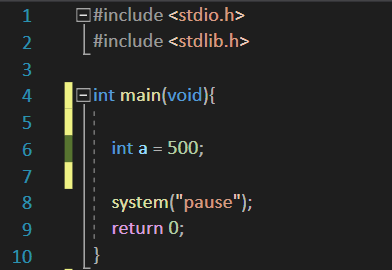 1 #include <stdio.h>
2 #include <stdlib.h>
3
4 int main(void){
5
6 int a = 500;
7
8 system("pause");
9 return 0;
10 }